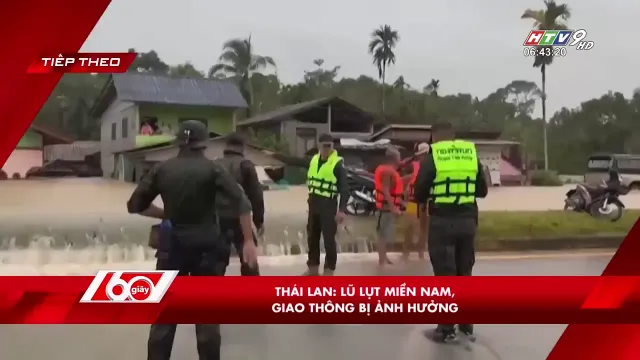 TIẾP THEO
HTV9 HD
06:43:20
60 giây
THÁI LAN: LŨ LỤT MIỀN NAM,
GIAO THÔNG BỊ ẢNH HƯỞNG